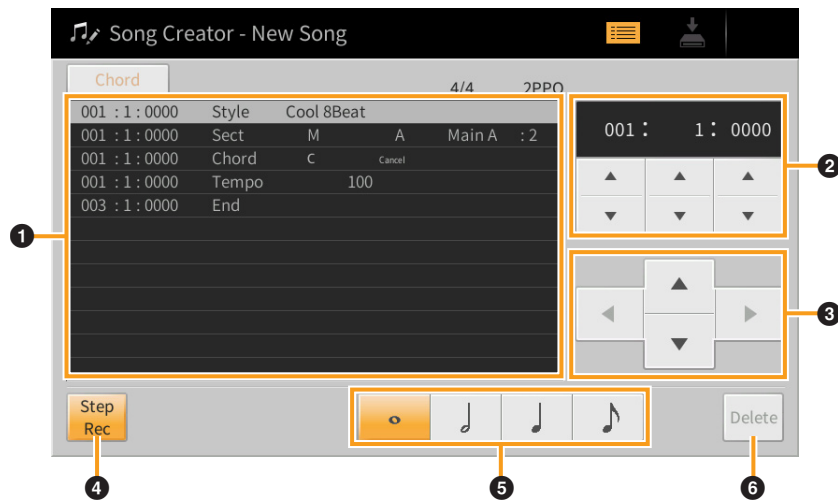 Song Creator - New Song
Chord
4/4 2PPQ
001 : 1 : 0000 Style Cool 8Beat
001 : 1 : 0000 Sect M A Main A : 2
001 : 1 : 0000 Chord C Cancel
001 : 1 : 0000 Tempo 100
003 : 1 : 0000 End
001 : 1 : 0000
1
2
3
Step
Rec
Delete
4
5
6